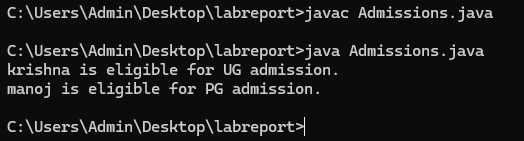 C:\Users\Admin\Desktop\labreport>javac Admissions.java
C:\Users\Admin\Desktop\labreport>java Admissions.java
krishna is eligible for UG admission.
manoj is eligible for PG admission.
C:\Users\Admin\Desktop\labreport>